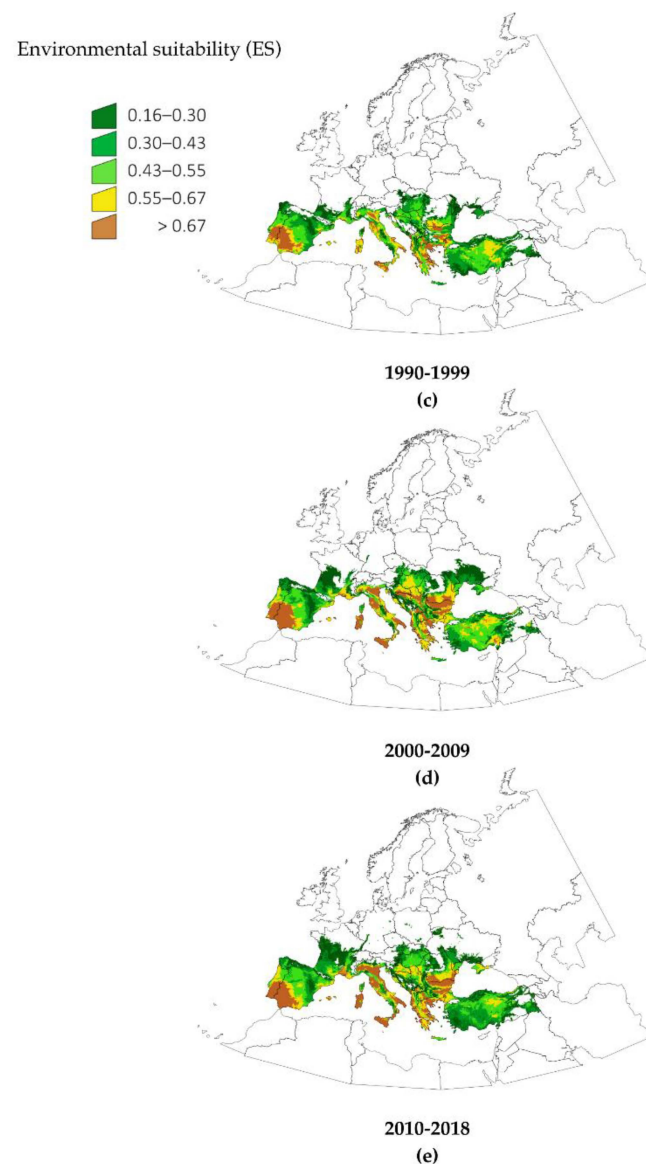 Environmental suitability (ES)
0.16–0.30
0.30–0.43
0.43–0.55
0.55–0.67
> 0.67
1990-1999
(c)
2000-2009
(d)
2010-2018
(e)